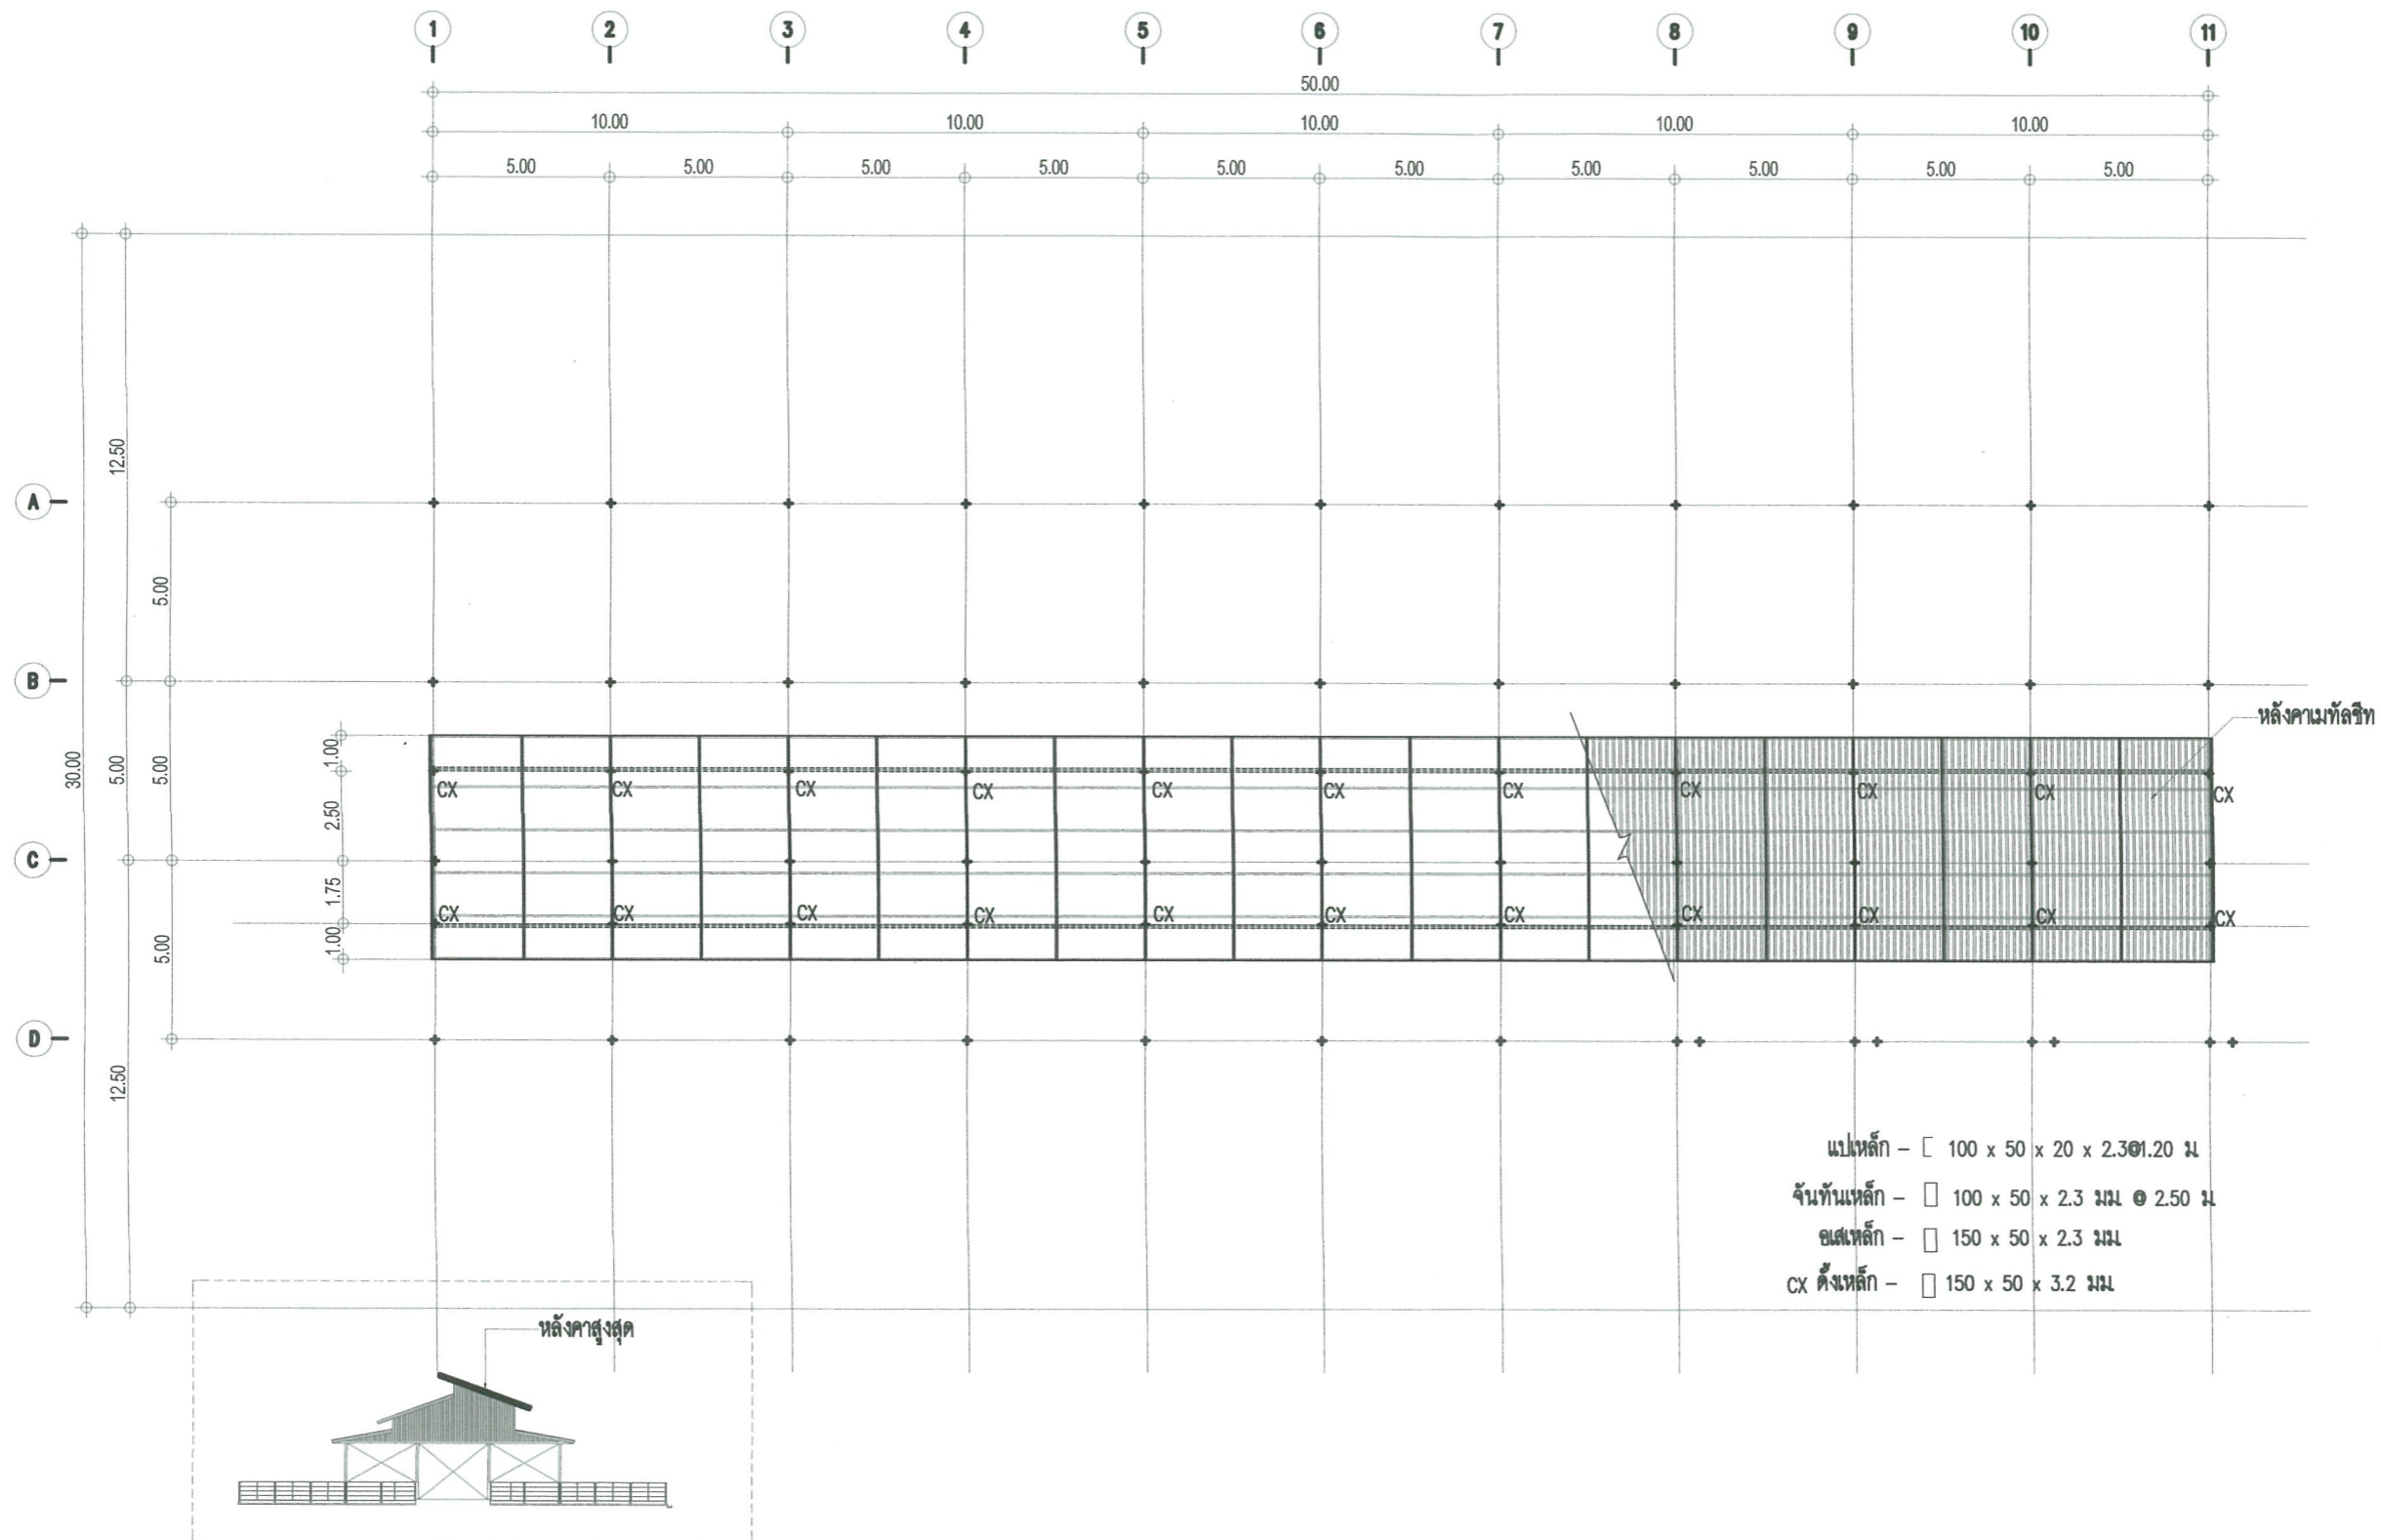 1 2 3 4 5 6 7 8 9 10 11
50.00
10.00 10.00 10.00 10.00 10.00
5.00 5.00 5.00 5.00 5.00 5.00 5.00 5.00 5.00 5.00
12.50
A
5.00
B
หลังคาเมทัลชีท
30.00
5.00
5.00
1.00
CX CX CX CX CX CX CX CX CX CX CX
2.50
C
1.75
CX CX CX CX CX CX CX CX CX CX CX
1.00
5.00
D
12.50
แปเหล็ก - 100 x 50 x 20 x 2.3@1.20 ม.
จันทันเหล็ก - 100 x 50 x 2.3 มม. @ 2.50 ม.
อเสเหล็ก - 150 x 50 x 2.3 มม.
CX ดั้งเหล็ก - 150 x 50 x 3.2 มม.
หลังคาสูงสุด